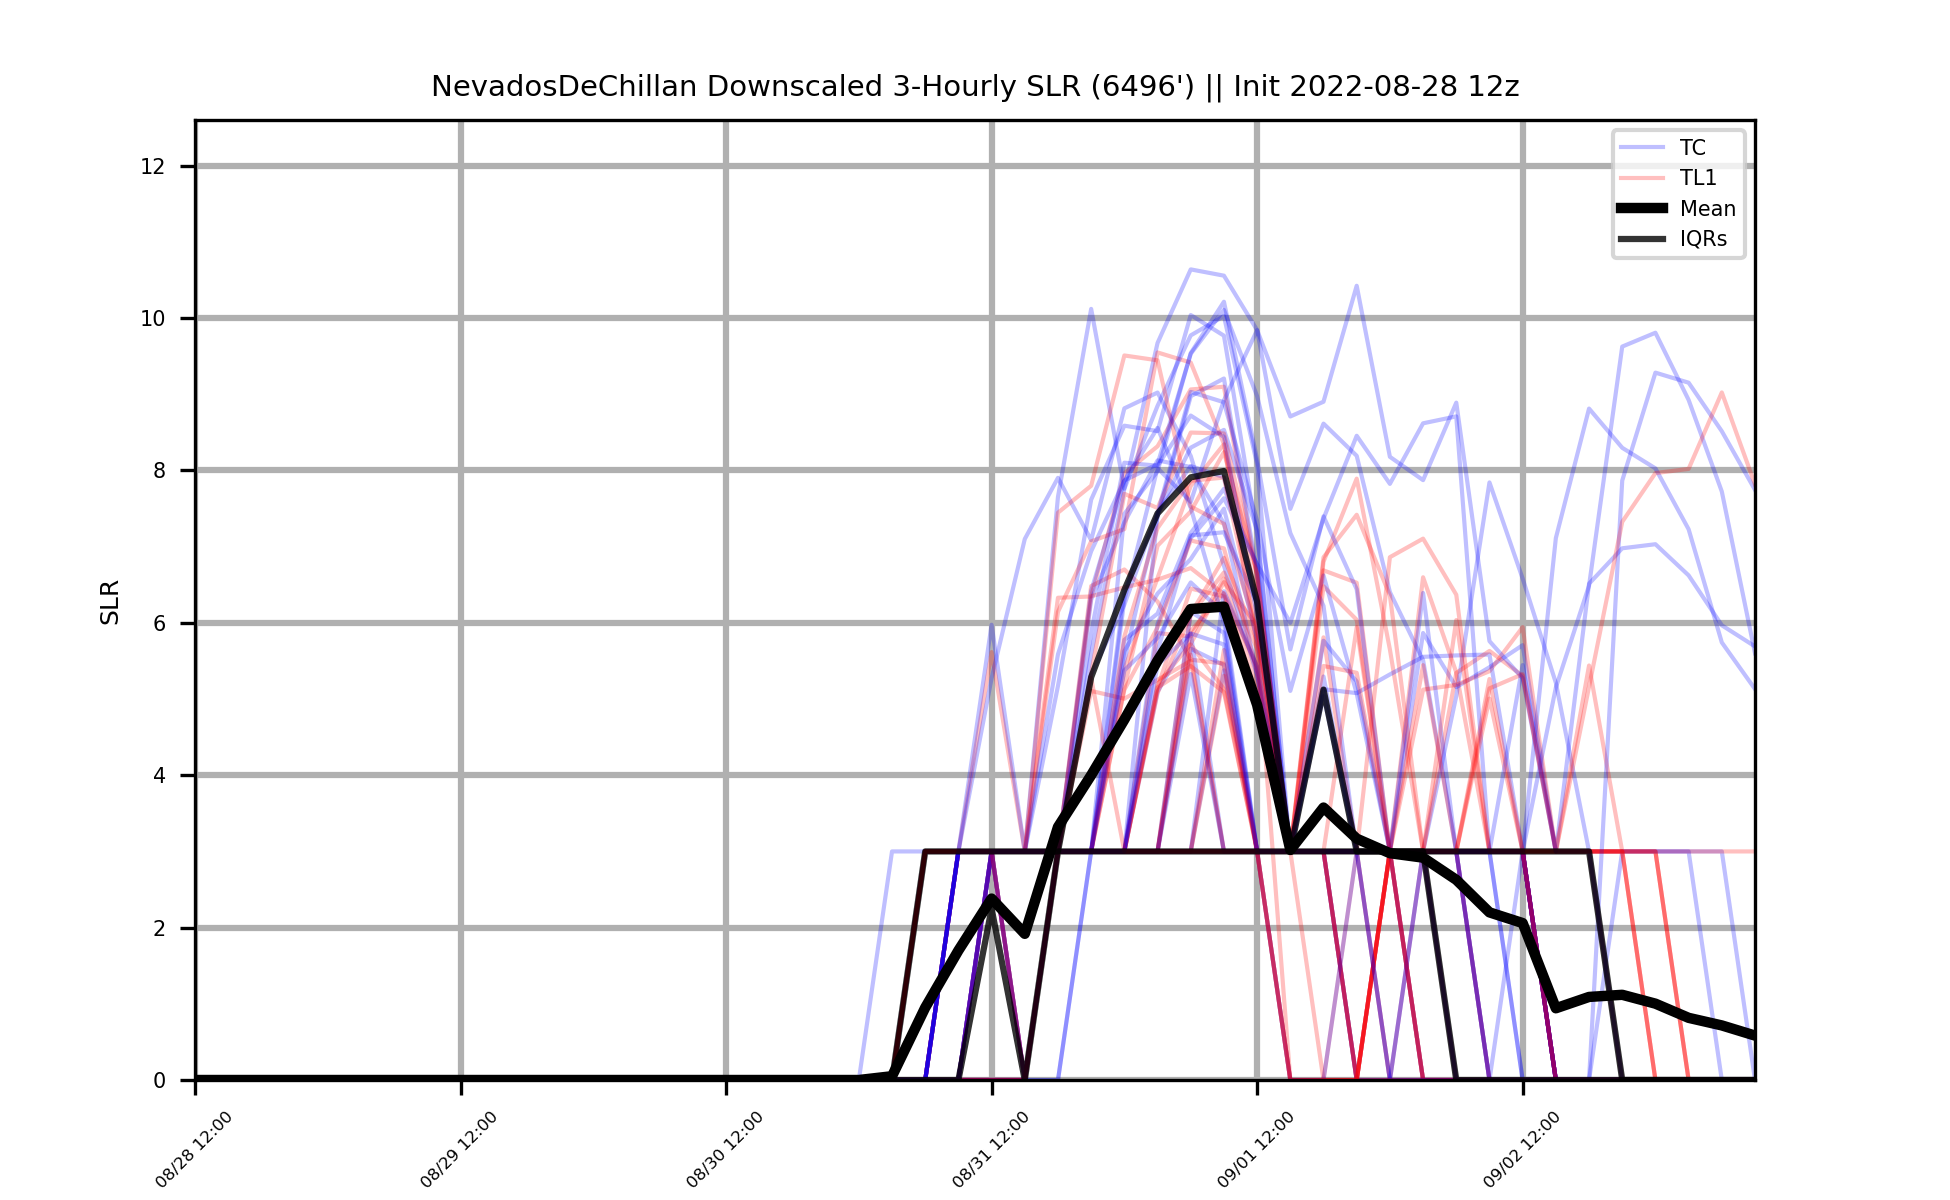 NevadosDeChillan Downscaled 3-Hourly SLR (6496') || Init 2022-08-28 12z
TC
TL1
Mean
IQRs
SLR
12
10
8
6
4
2
0
08/28 12:00
08/29 12:00
08/30 12:00
08/31 12:00
09/01 12:00
09/02 12:00